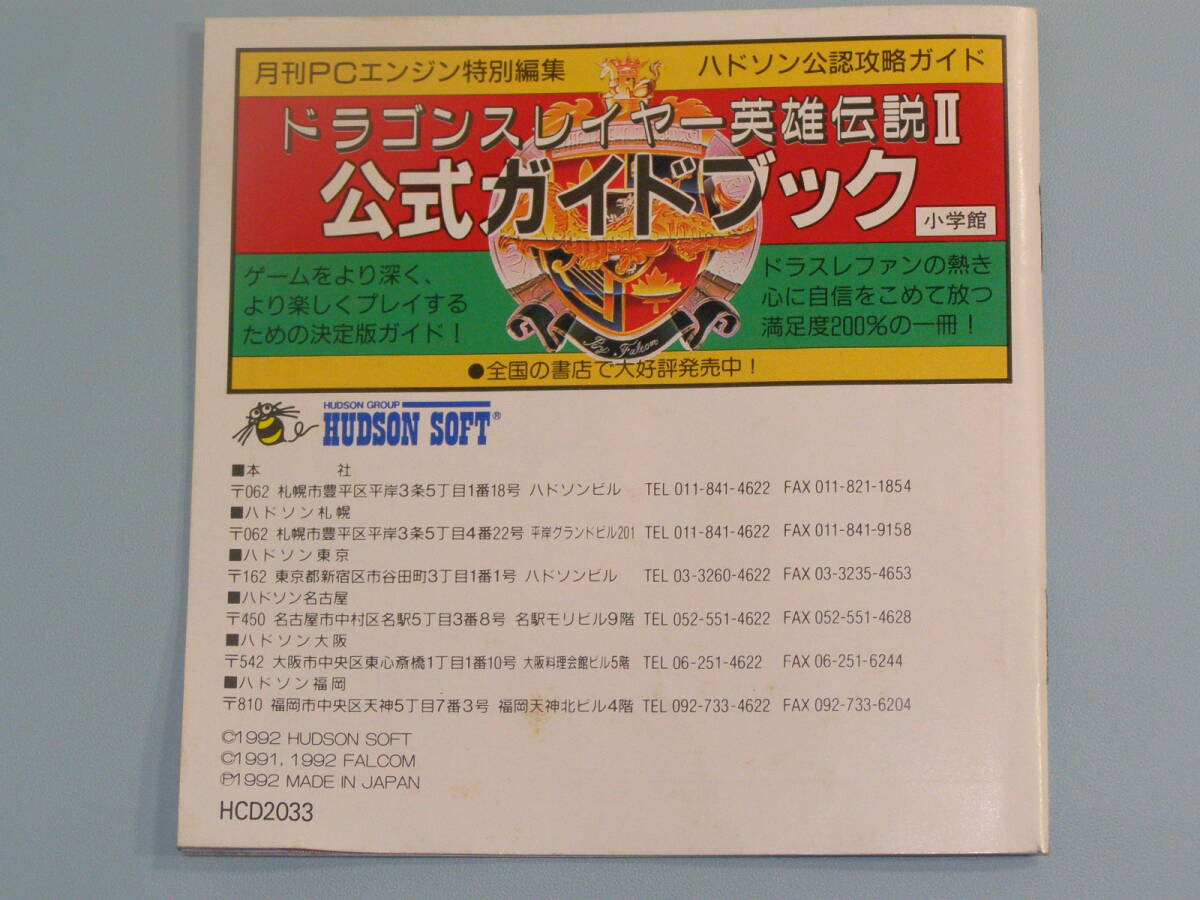 月刊PCエンジン特別編集 ハドソン公認攻略ガイド
ドラゴンスレイヤー英雄伝説II
公式ガイドブック
小学館
ゲームをより深く、
より楽しくプレイする
ための決定版ガイド！
ドラスレファンの熱き
心に自信をこめて放つ
満足度200%の一冊！
By Falcom
●全国の書店で大好評発売中！
HUDSON GROUP
HUDSON SOFT®
■本 社
〒062 札幌市豊平区平岸3条5丁目1番18号 ハドソンビル TEL 011-841-4622 FAX 011-821-1854
■ハドソン札幌
〒062 札幌市豊平区平岸3条5丁目4番22号 平岸グランドビル201 TEL 011-841-4622 FAX 011-841-9158
■ハドソン東京
〒162 東京都新宿区市谷田町3丁目1番1号 ハドソンビル TEL 03-3260-4622 FAX 03-3235-4653
■ハドソン名古屋
〒450 名古屋市中村区名駅5丁目3番8号 名駅モリビル9階 TEL 052-551-4622 FAX 052-551-4628
■ハドソン大阪
〒542 大阪市中央区東心斎橋1丁目1番10号 大阪料理会館ビル5階 TEL 06-251-4622 FAX 06-251-6244
■ハドソン福岡
〒810 福岡市中央区天神5丁目7番3号 福岡天神北ビル4階 TEL 092-733-4622 FAX 092-733-6204
©1992 HUDSON SOFT
©1991, 1992 FALCOM
℗1992 MADE IN JAPAN
HCD2033